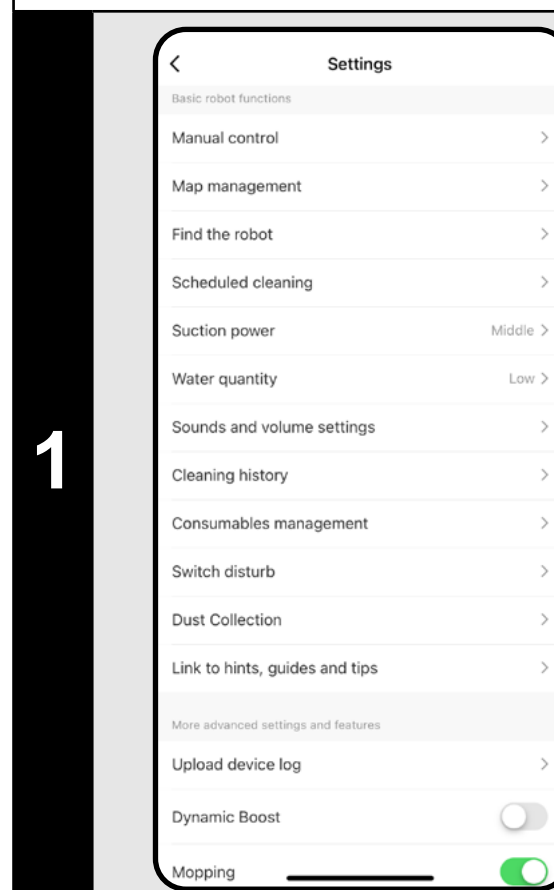 1
Settings
Basic robot functions
Manual control
Map management
Find the robot
Scheduled cleaning
Suction power Middle
Water quantity Low
Sounds and volume settings
Cleaning history
Consumables management
Switch disturb
Dust Collection
Link to hints, guides and tips
More advanced settings and features
Upload device log
Dynamic Boost
Mopping